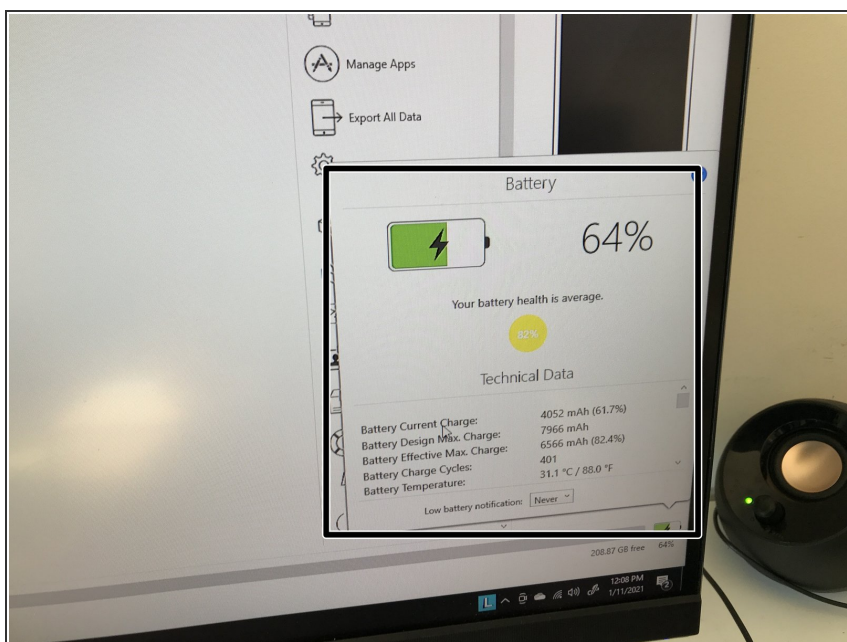 Manage Apps
Export All Data
Battery
64%
Your battery health is average.
82%
Technical Data
Battery Current Charge: 4052 mAh (61.7%)
Battery Design Max. Charge: 7966 mAh
Battery Effective Max. Charge: 6566 mAh (82.4%)
Battery Charge Cycles: 401
Battery Temperature: 31.1 °C / 88.0 °F
Low battery notification: Never
208.87 GB free 64%
L
12:08 PM
1/11/2021
2